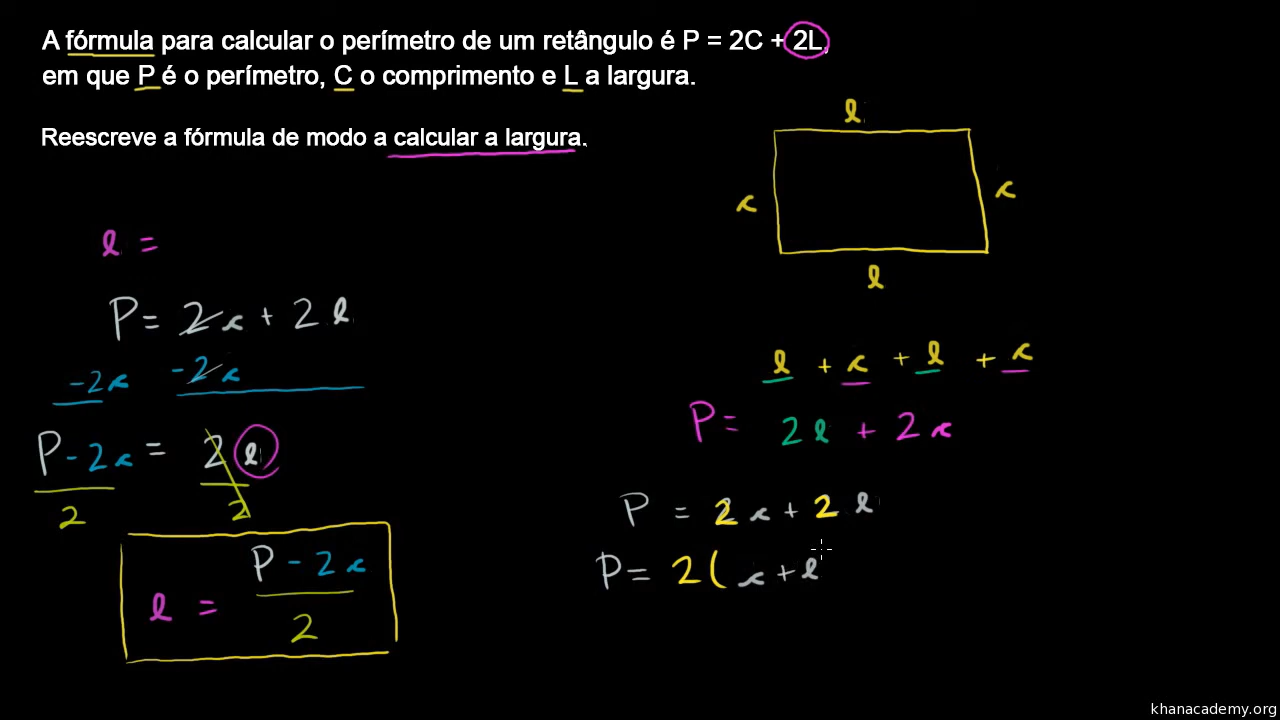 A fórmula para calcular o perímetro de um retângulo é P = 2C + 2L,
em que P é o perímetro, C o comprimento e L a largura.
Reescreve a fórmula de modo a calcular a largura.
l
c
c
l
l =
P = 2c + 2l
-2c -2c
P - 2c = 2l
2 2
l = P - 2c
2
l + c + l + c
P = 2l + 2c
P = 2c + 2l
P = 2(c + l
khanacademy.org